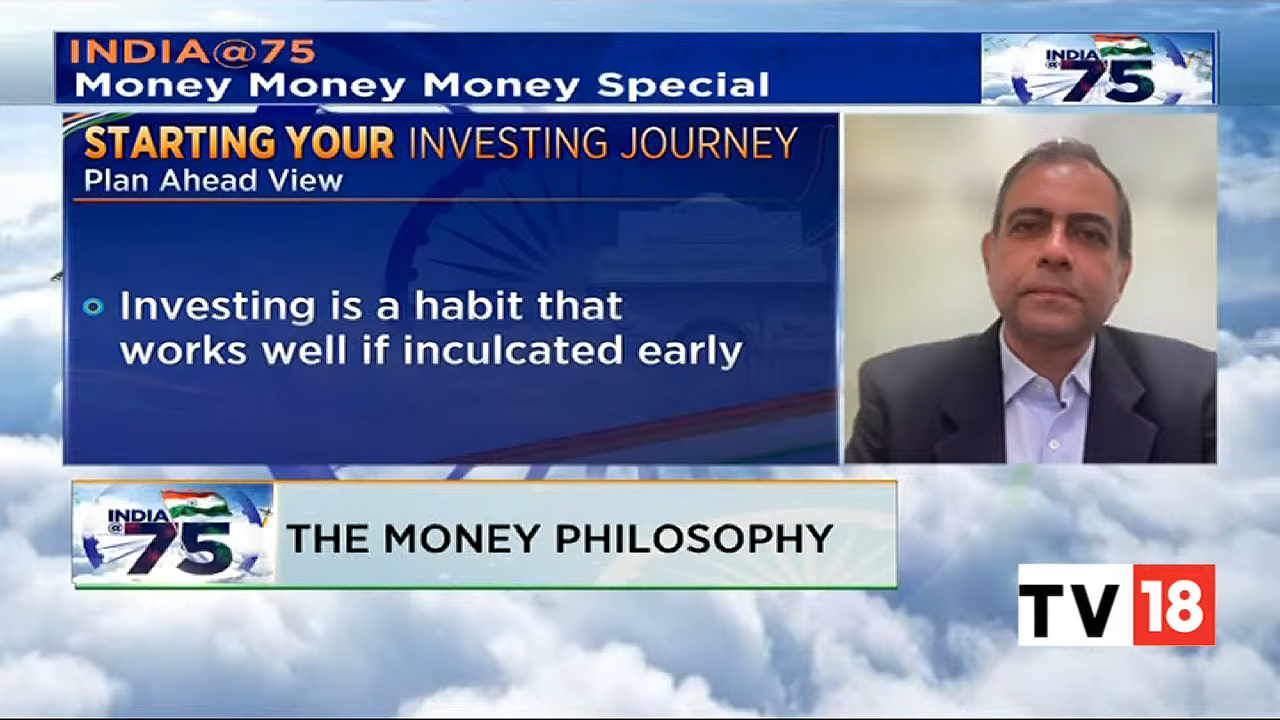 INDIA@75
Money Money Money Special
INDIA
@75
STARTING YOUR INVESTING JOURNEY
Plan Ahead View
Investing is a habit that
works well if inculcated early
INDIA
@75
THE MONEY PHILOSOPHY
TV18